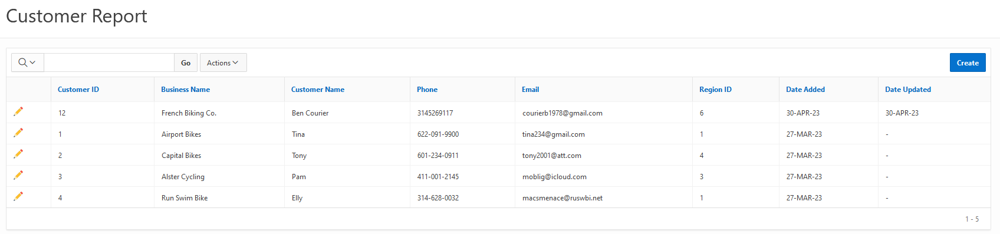 Customer Report
Go Actions Create
Customer ID Business Name Customer Name Phone Email Region ID Date Added Date Updated
12 French Biking Co. Ben Courier 3145269117 courierb1978@gmail.com 6 30-APR-23 30-APR-23
1 Airport Bikes Tina 622-091-9900 tina234@gmail.com 1 27-MAR-23 -
2 Capital Bikes Tony 601-234-0911 tony2001@att.com 4 27-MAR-23 -
3 Alster Cycling Pam 411-001-2145 moblig@icloud.com 3 27-MAR-23 -
4 Run Swim Bike Elly 314-628-0032 macsmenace@ruswbi.net 1 27-MAR-23 -
1 - 5